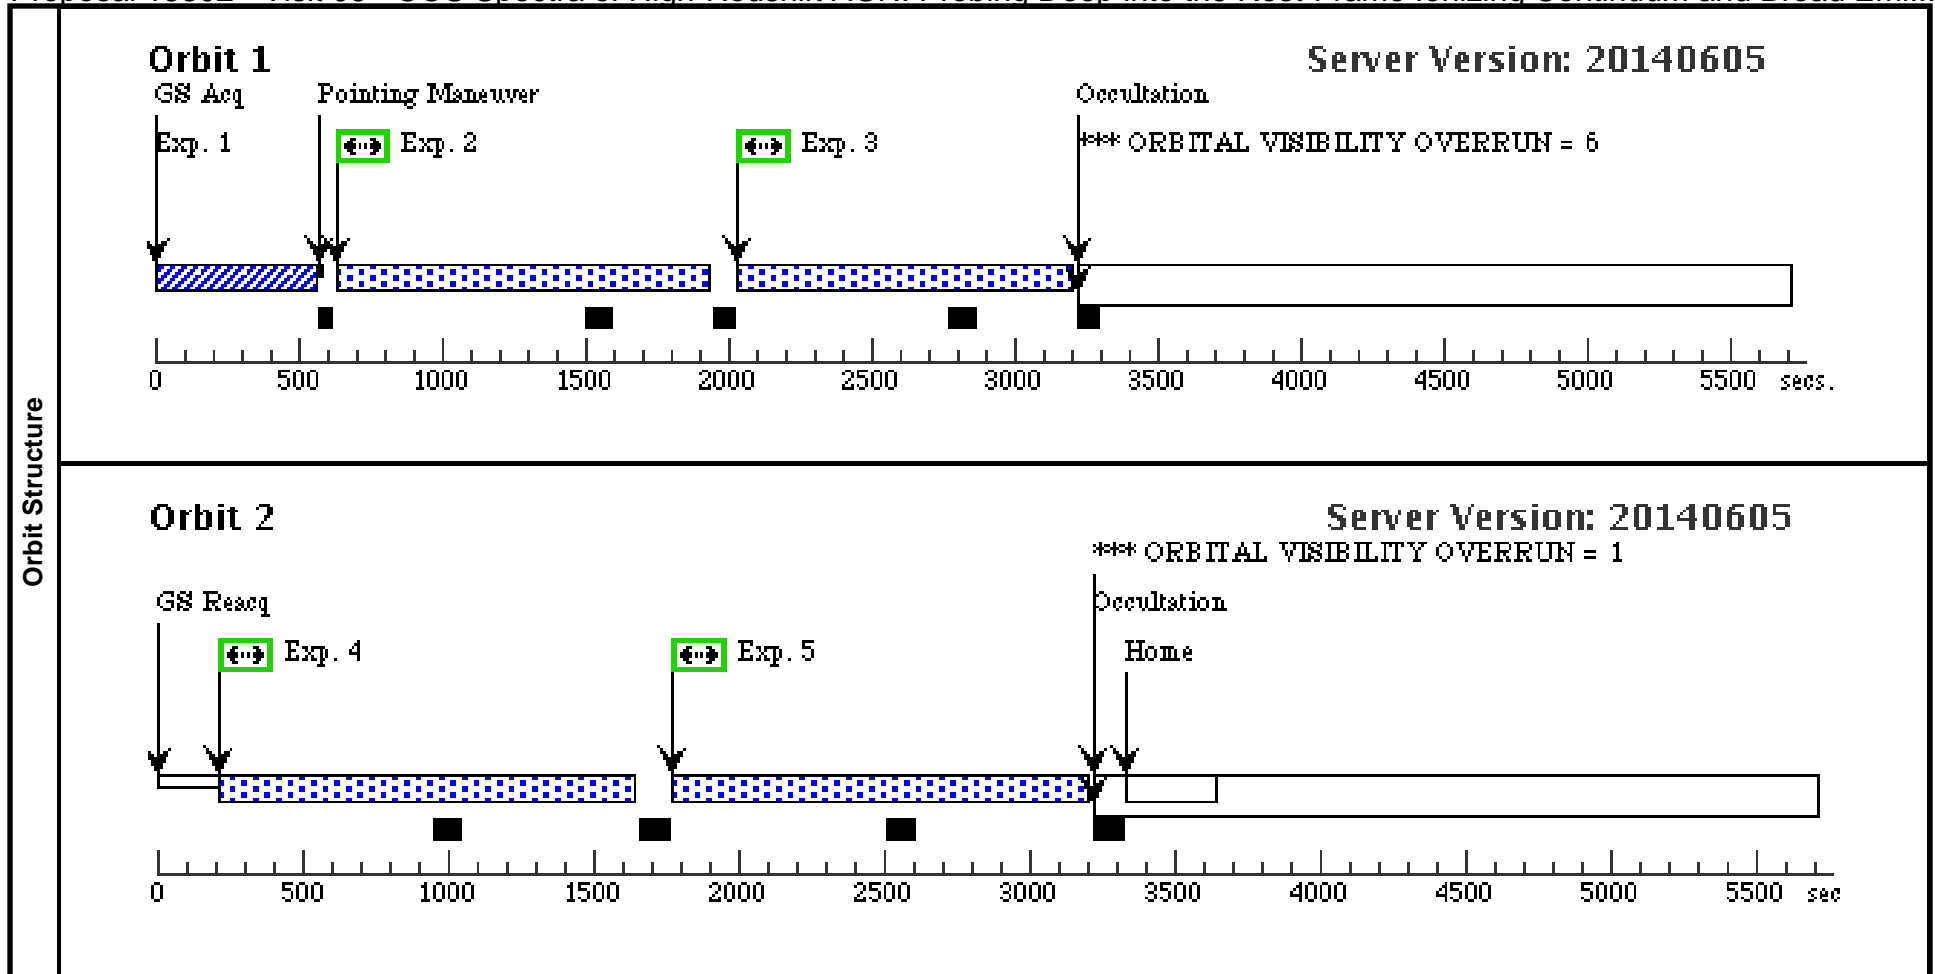 Orbit Structure
Orbit 1
Server Version: 20140605
GS Acq
Pointing Maneuver
Occultation
Exp. 1
Exp. 2
Exp. 3
*** ORBITAL VISIBILITY OVERRUN = 6
0 500 1000 1500 2000 2500 3000 3500 4000 4500 5000 5500 secs.
Orbit 2
Server Version: 20140605
*** ORBITAL VISIBILITY OVERRUN = 1
GS Reacq
Occultation
Exp. 4
Exp. 5
Home
0 500 1000 1500 2000 2500 3000 3500 4000 4500 5000 5500 sec